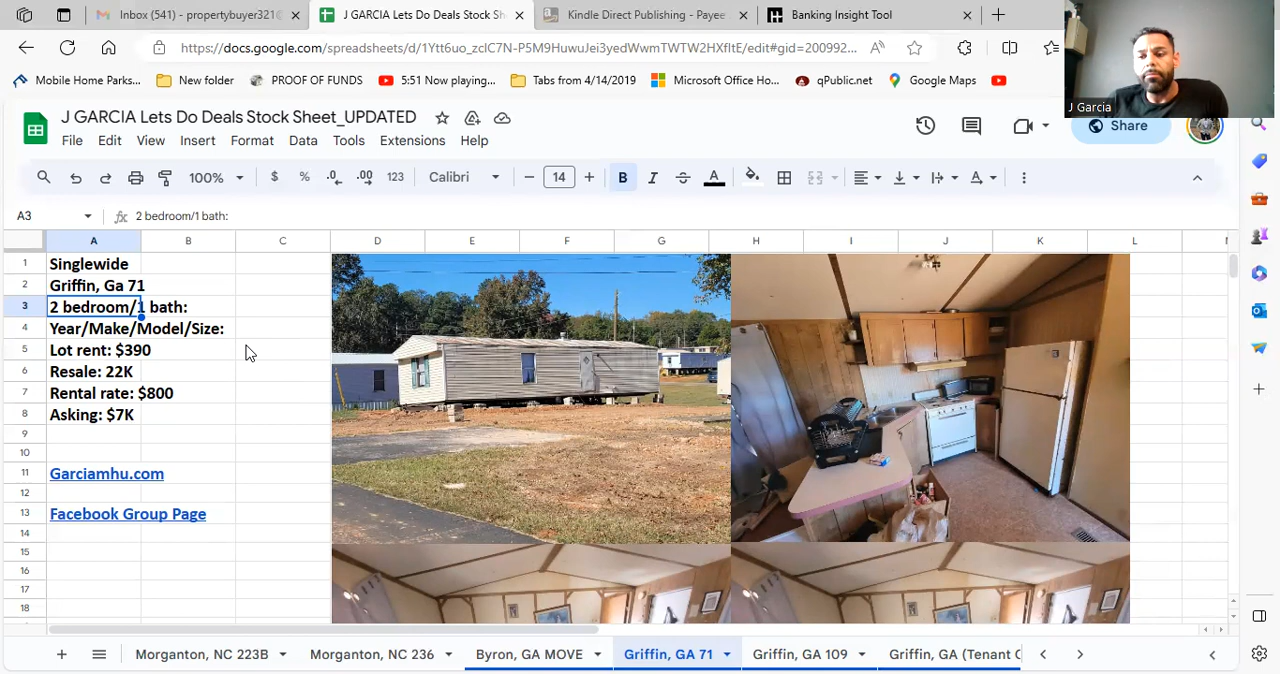 Inbox (541) - propertybuyer321@
J GARCIA Lets Do Deals Stock Sh
Kindle Direct Publishing - Payee
Banking Insight Tool
https://docs.google.com/spreadsheets/d/
Mobile Home Parks...
New folder
PROOF OF FUNDS
5:51 Now playing...
Tabs from 4/14/2019
Microsoft Office Ho...
qPublic.net
Google Maps
J Garcia
J GARCIA Lets Do Deals Stock Sheet_UPDATED
File Edit View Insert Format Data Tools Extensions Help
Share
100% $ % .0 .00 123 Calibri 14 B I S A
A3 fx 2 bedroom/1 bath:
A B C D E F G H I J K L
1 Singlewide
2 Griffin, Ga 71
3 2 bedroom/1 bath:
4 Year/Make/Model/Size:
5 Lot rent: $390
6 Resale: 22K
7 Rental rate: $800
8 Asking: $7K
9
10
11 Garciamhu.com
12
13 Facebook Group Page
14
15
16
17
18
Morganton, NC 223B
Morganton, NC 236
Byron, GA MOVE
Griffin, GA 71
Griffin, GA 109
Griffin, GA (Tenant